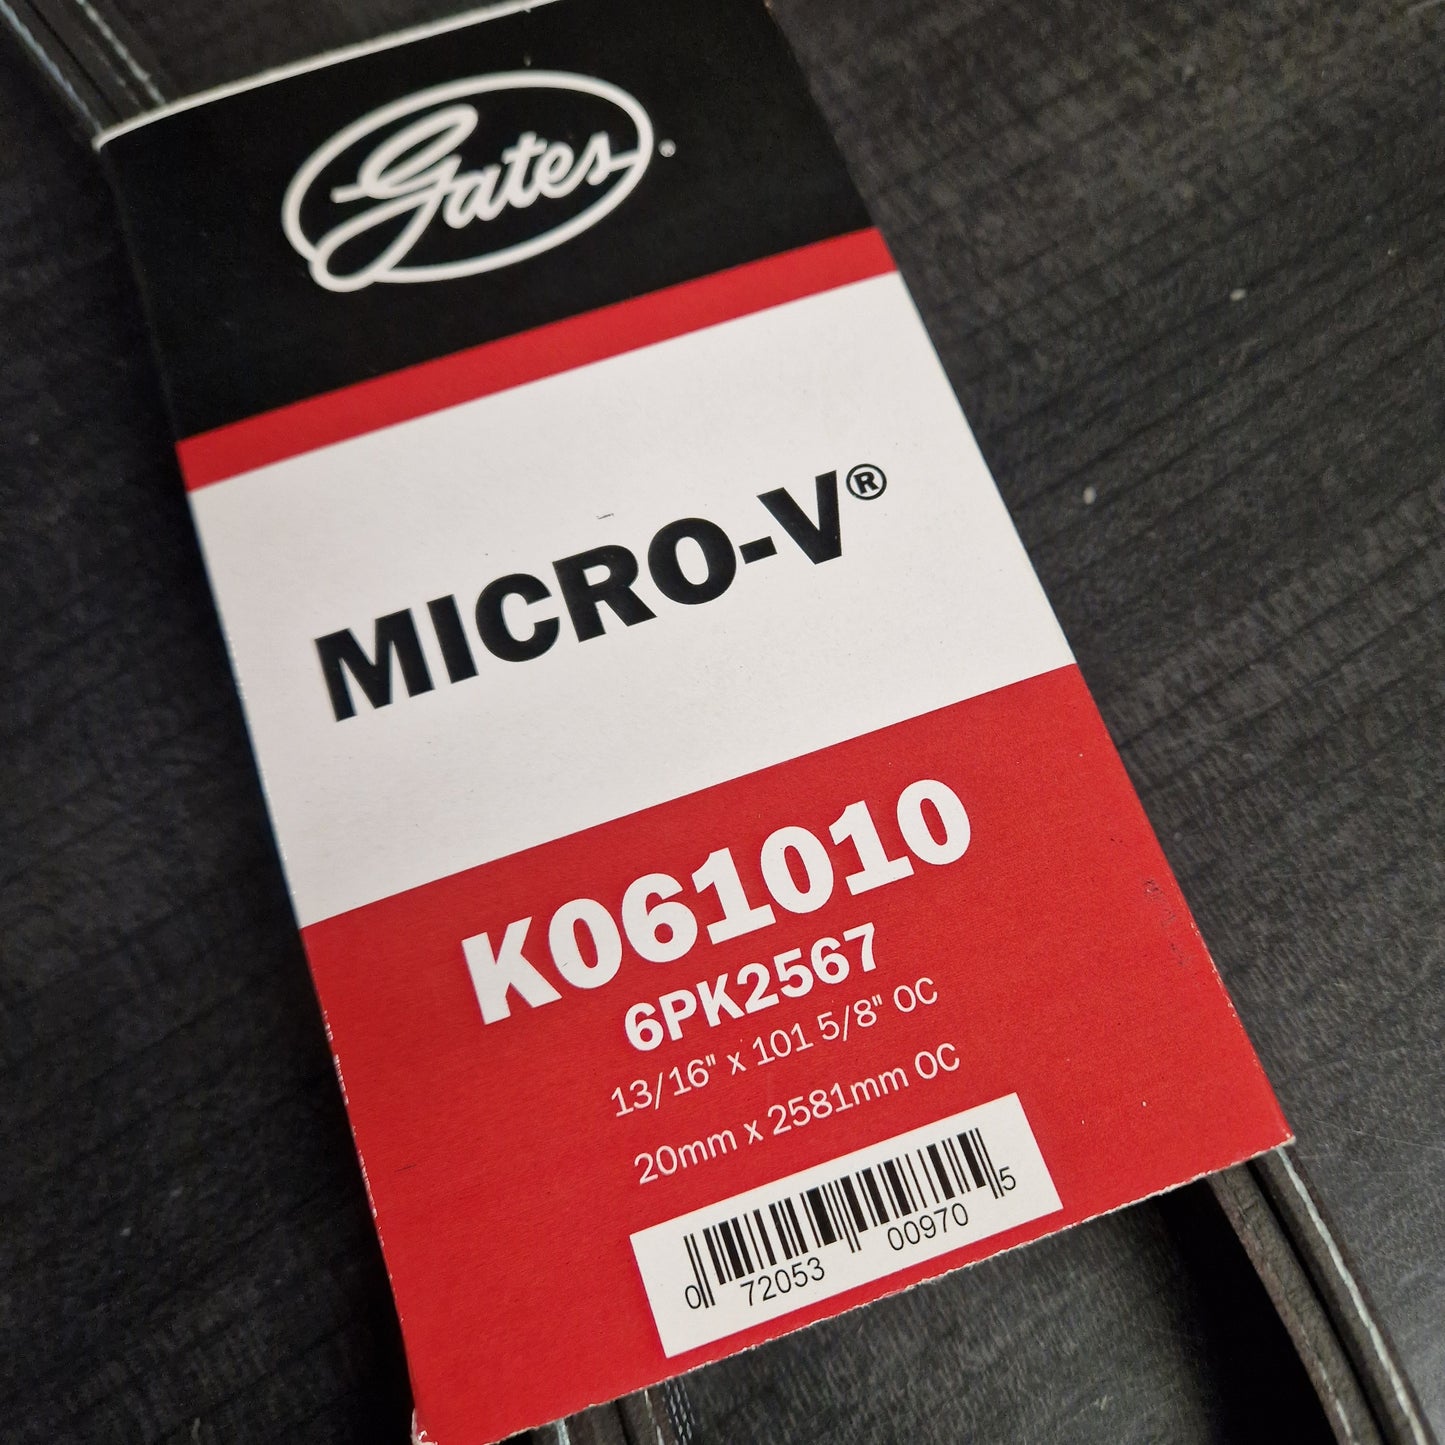 Gates®
MICRO-V®
K061010
6PK2567
13/16" x 101 5/8" OC
20mm x 2581mm OC
0 72053 00970 5